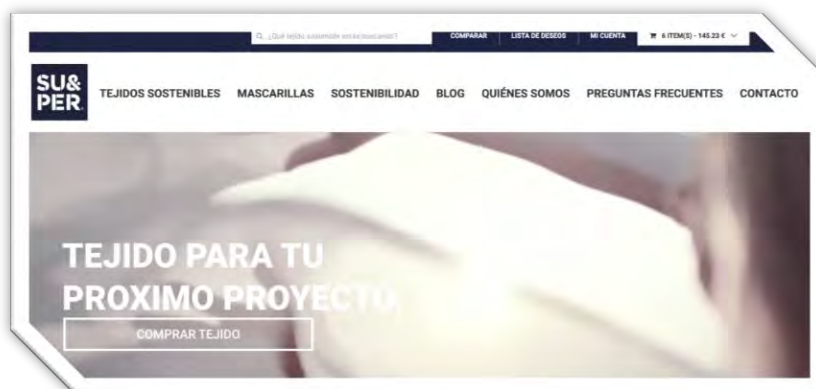 ¿Qué tejido sostenible estás buscando?
COMPARAR
LISTA DE DESEOS
MI CUENTA
6 ITEM(S) - 145.23 €
SU&
PER
TEJIDOS SOSTENIBLES
MASCARILLAS
SOSTENIBILIDAD
BLOG
QUIÉNES SOMOS
PREGUNTAS FRECUENTES
CONTACTO
TEJIDO PARA TU
PROXIMO PROYECTO
COMPRAR TEJIDO